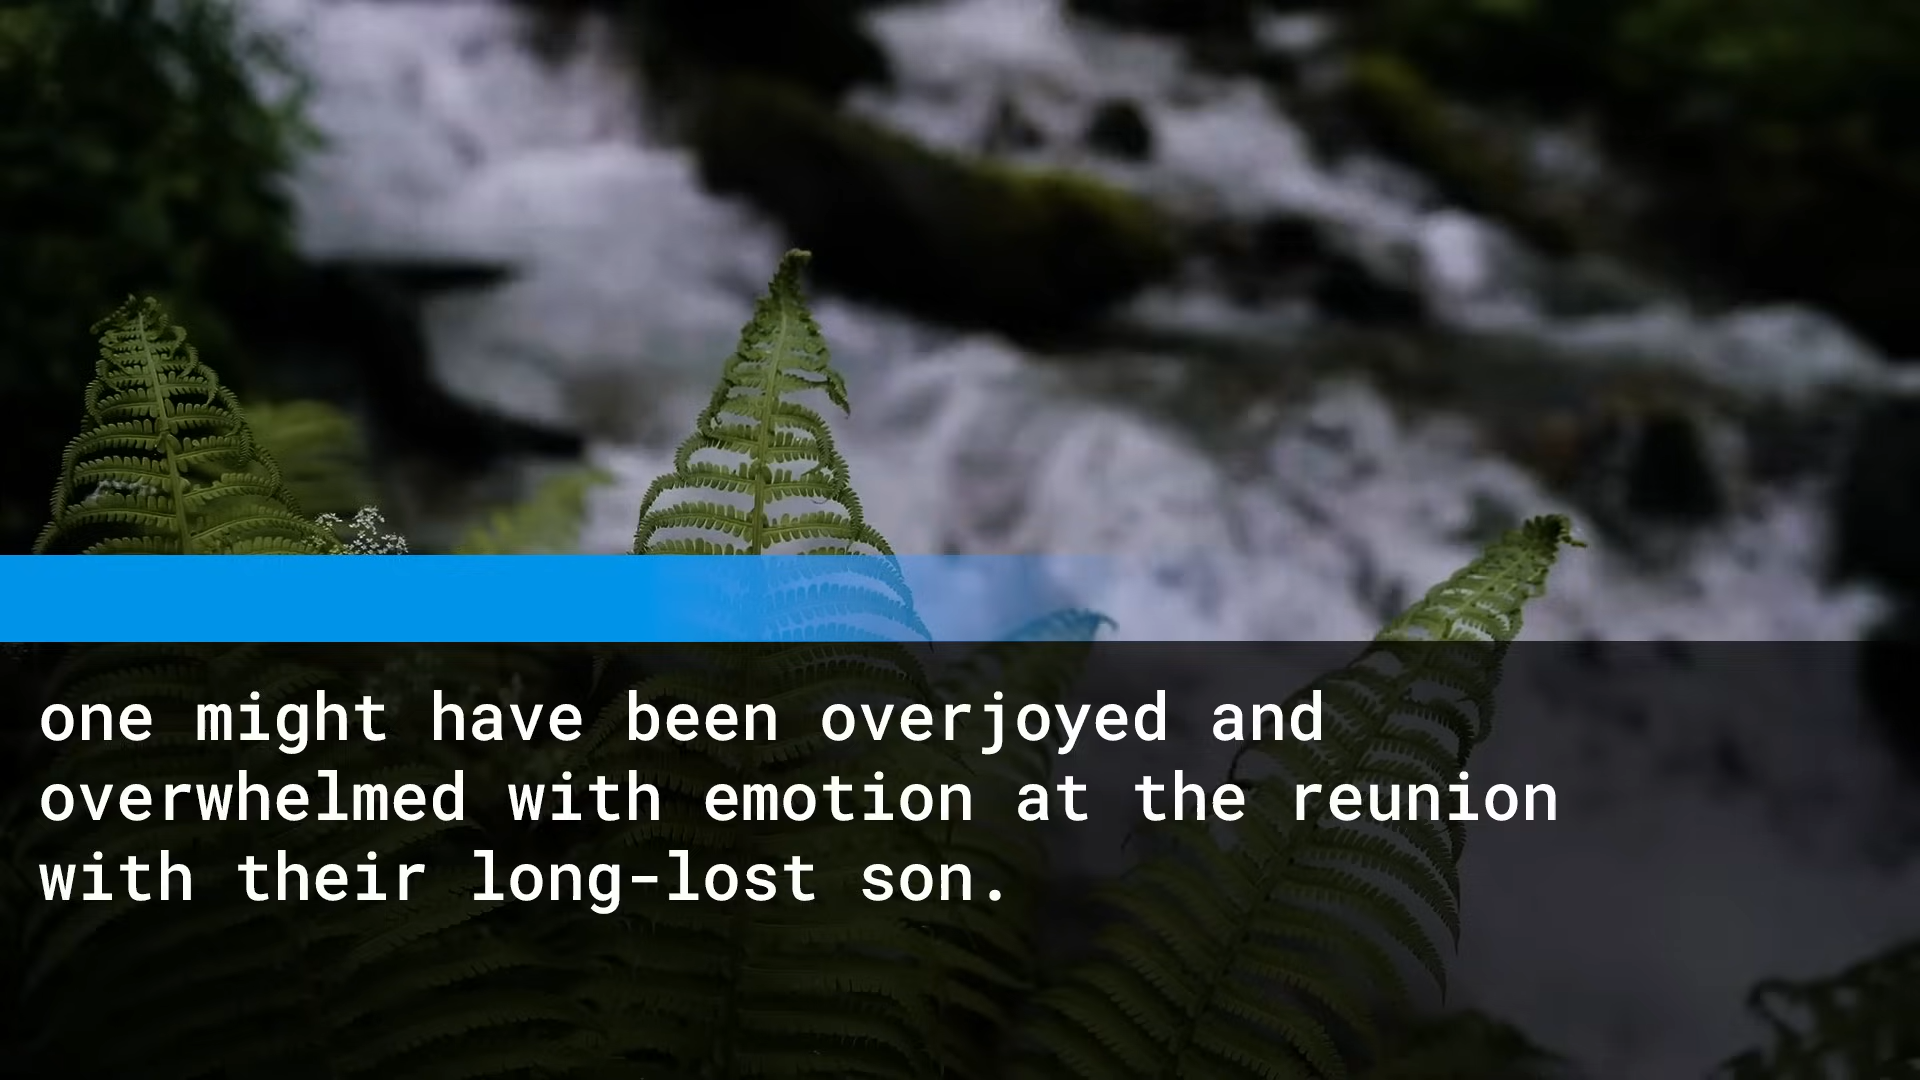 one might have been overjoyed and
overwhelmed with emotion at the reunion
with their long-lost son.